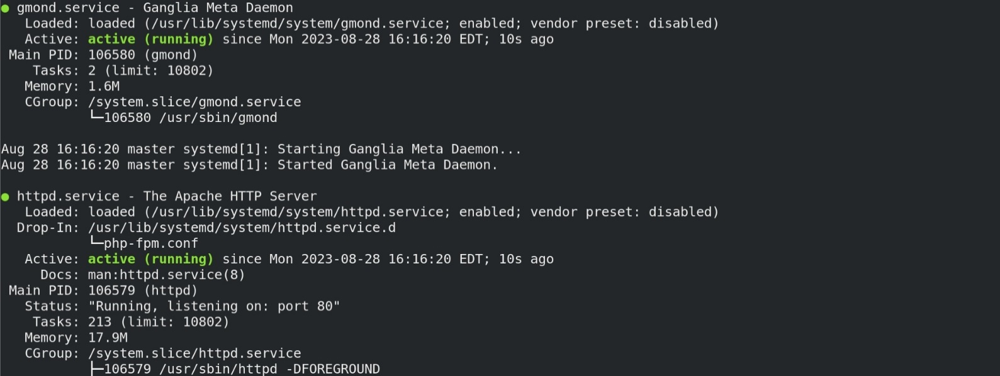 ● gmond.service - Ganglia Meta Daemon
   Loaded: loaded (/usr/lib/systemd/system/gmond.service; enabled; vendor preset: disabled)
   Active: active (running) since Mon 2023-08-28 16:16:20 EDT; 10s ago
 Main PID: 106580 (gmond)
    Tasks: 2 (limit: 10802)
   Memory: 1.6M
   CGroup: /system.slice/gmond.service
           └─106580 /usr/sbin/gmond

Aug 28 16:16:20 master systemd[1]: Starting Ganglia Meta Daemon...
Aug 28 16:16:20 master systemd[1]: Started Ganglia Meta Daemon.

● httpd.service - The Apache HTTP Server
   Loaded: loaded (/usr/lib/systemd/system/httpd.service; enabled; vendor preset: disabled)
  Drop-In: /usr/lib/systemd/system/httpd.service.d
           └─php-fpm.conf
   Active: active (running) since Mon 2023-08-28 16:16:20 EDT; 10s ago
     Docs: man:httpd.service(8)
 Main PID: 106579 (httpd)
   Status: "Running, listening on: port 80"
    Tasks: 213 (limit: 10802)
   Memory: 17.9M
   CGroup: /system.slice/httpd.service
           ├─106579 /usr/sbin/httpd -DFOREGROUND